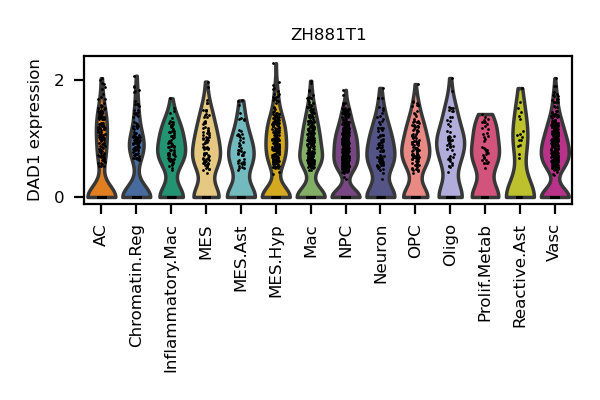 ZH881T1
DAD1 expression
2
0
AC
Chromatin.Reg
Inflammatory.Mac
MES
MES.Ast
MES.Hyp
Mac
NPC
Neuron
OPC
Oligo
Prolif.Metab
Reactive.Ast
Vasc